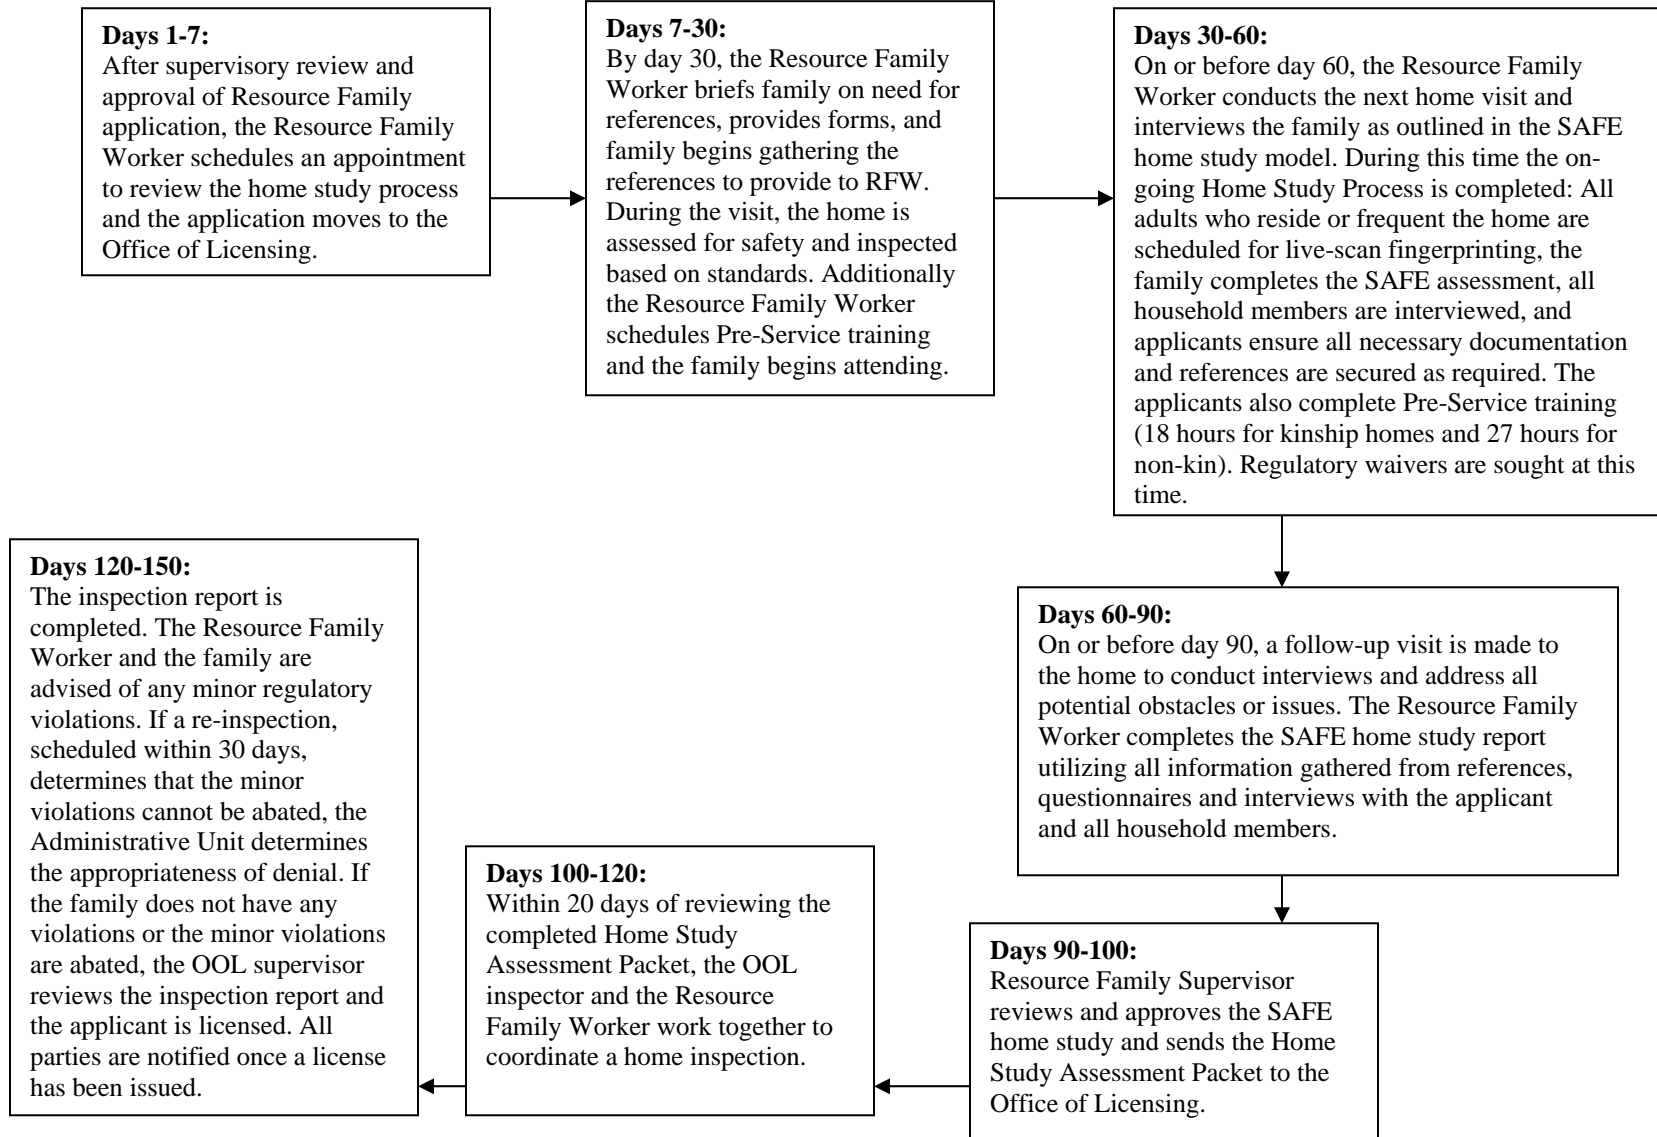 Days 1-7:
After supervisory review and
approval of Resource Family
application, the Resource Family
Worker schedules an appointment
to review the home study process
and the application moves to the
Office of Licensing.
Days 7-30:
By day 30, the Resource Family
Worker briefs family on need for
references, provides forms, and
family begins gathering the
references to provide to RFW.
During the visit, the home is
assessed for safety and inspected
based on standards. Additionally
the Resource Family Worker
schedules Pre-Service training
and the family begins attending.
Days 30-60:
On or before day 60, the Resource Family
Worker conducts the next home visit and
interviews the family as outlined in the SAFE
home study model. During this time the on-
going Home Study Process is completed: All
adults who reside or frequent the home are
scheduled for live-scan fingerprinting, the
family completes the SAFE assessment, all
household members are interviewed, and
applicants ensure all necessary documentation
and references are secured as required. The
applicants also complete Pre-Service training
(18 hours for kinship homes and 27 hours for
non-kin). Regulatory waivers are sought at this
time.
Days 60-90:
On or before day 90, a follow-up visit is made to
the home to conduct interviews and address all
potential obstacles or issues. The Resource Family
Worker completes the SAFE home study report
utilizing all information gathered from references,
questionnaires and interviews with the applicant
and all household members.
Days 90-100:
Resource Family Supervisor
reviews and approves the SAFE
home study and sends the Home
Study Assessment Packet to the
Office of Licensing.
Days 100-120:
Within 20 days of reviewing the
completed Home Study
Assessment Packet, the OOL
inspector and the Resource
Family Worker work together to
coordinate a home inspection.
Days 120-150:
The inspection report is
completed. The Resource Family
Worker and the family are
advised of any minor regulatory
violations. If a re-inspection,
scheduled within 30 days,
determines that the minor
violations cannot be abated, the
Administrative Unit determines
the appropriateness of denial. If
the family does not have any
violations or the minor violations
are abated, the OOL supervisor
reviews the inspection report and
the applicant is licensed. All
parties are notified once a license
has been issued.